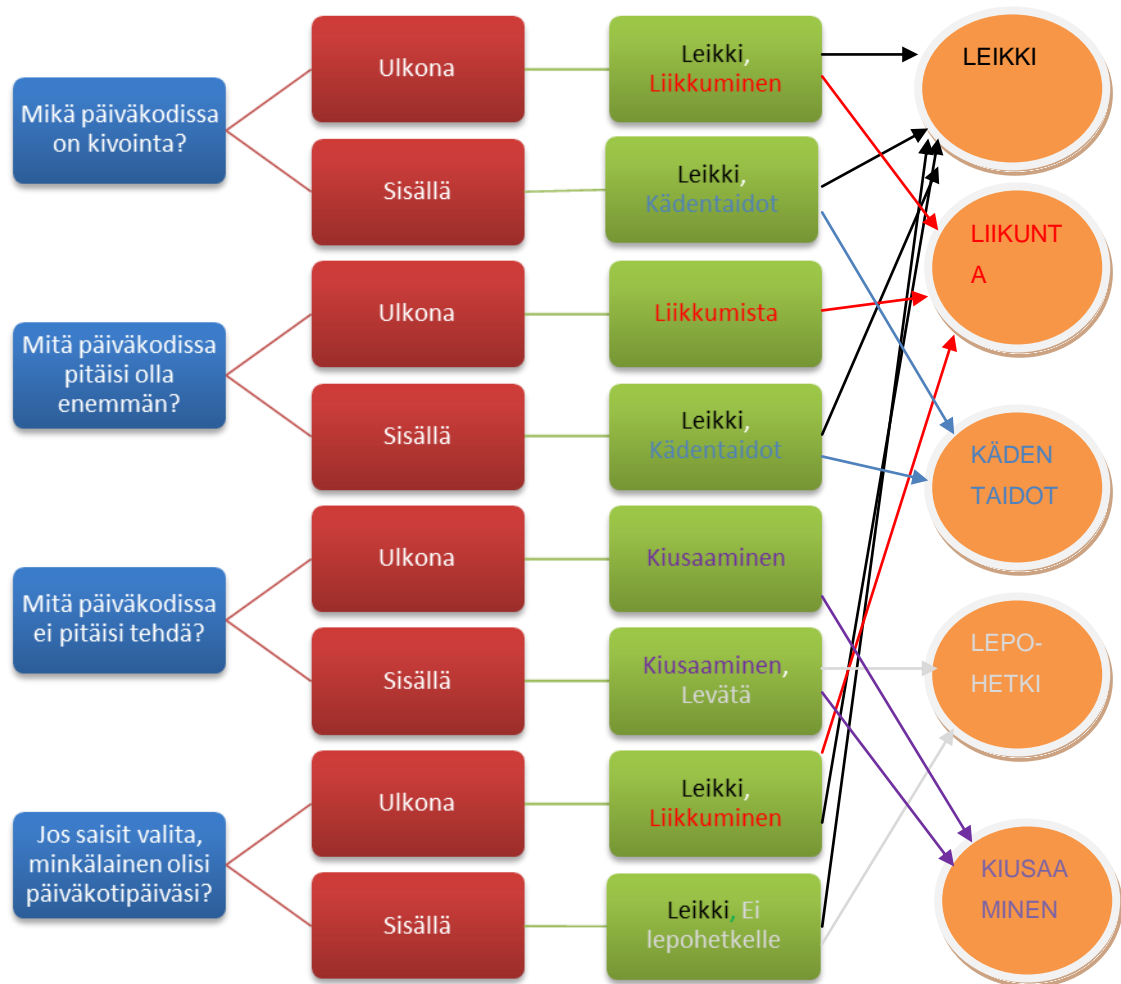 Mikä päiväkodissa
on kivointa?
Ulkona
Leikki,
Liikkuminen
Sisällä
Leikki,
Kädentaidot
Mitä päiväkodissa
pitäisi olla
enemmän?
Ulkona
Liikkumista
Sisällä
Leikki,
Kädentaidot
Mitä päiväkodissa
ei pitäisi tehdä?
Ulkona
Kiusaaminen
Sisällä
Kiusaaminen,
Levätä
Jos saisit valita,
minkälainen olisi
päiväkotipäiväsi?
Ulkona
Leikki,
Liikkuminen
Sisällä
Leikki, Ei
lepohetkelle
LEIKKI
LIIKUNT
A
KÄDEN
TAIDOT
LEPO-
HETKI
KIUSAA
MINEN